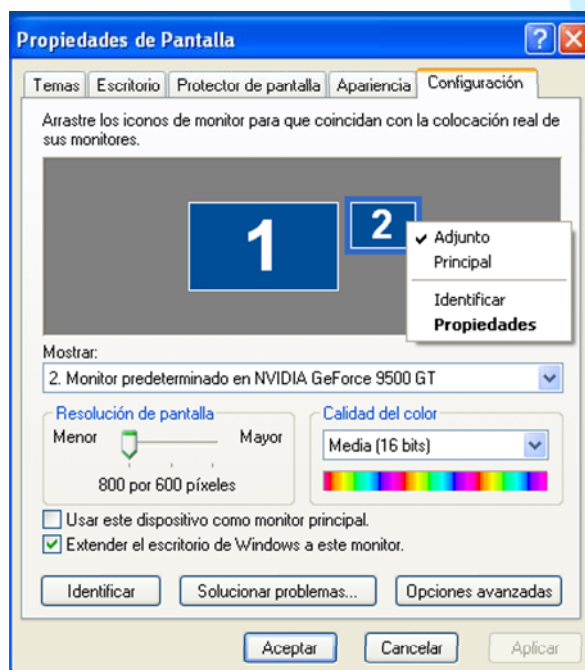 Propiedades de Pantalla
Temas Escritorio Protector de pantalla Apariencia Configuración
Arrastre los iconos de monitor para que coincidan con la colocación real de
sus monitores.
1 2
Adjunto
Principal
Identificar
Propiedades
Mostrar:
2. Monitor predeterminado en NVIDIA GeForce 9500 GT
Resolución de pantalla
Menor Mayor
800 por 600 píxeles
Calidad del color
Media (16 bits)
Usar este dispositivo como monitor principal.
Extender el escritorio de Windows a este monitor.
Identificar Solucionar problemas... Opciones avanzadas
Aceptar Cancelar Aplicar